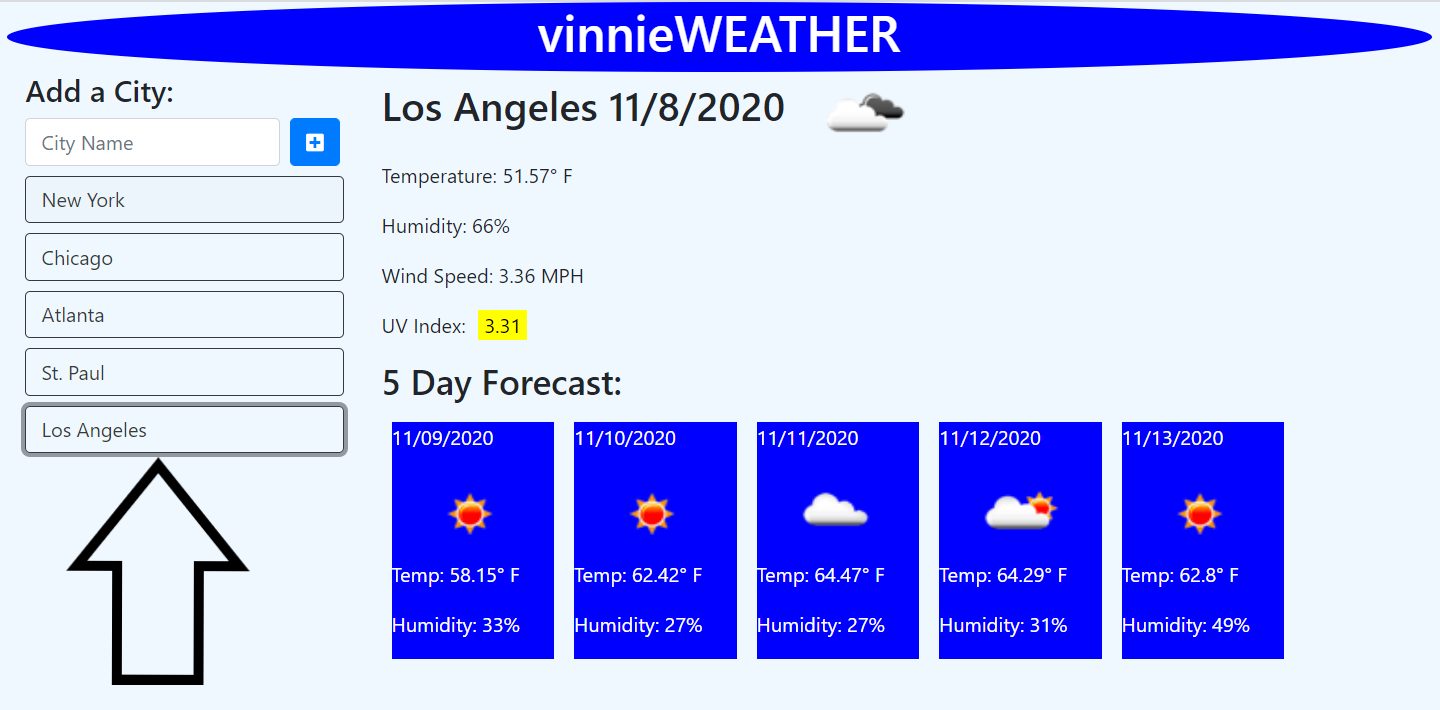 vinnieWEATHER
Add a City:
City Name
New York
Chicago
Atlanta
St. Paul
Los Angeles
Los Angeles 11/8/2020
Temperature: 51.57° F
Humidity: 66%
Wind Speed: 3.36 MPH
UV Index: 3.31
5 Day Forecast:
11/09/2020
Temp: 58.15° F
Humidity: 33%
11/10/2020
Temp: 62.42° F
Humidity: 27%
11/11/2020
Temp: 64.47° F
Humidity: 27%
11/12/2020
Temp: 64.29° F
Humidity: 31%
11/13/2020
Temp: 62.8° F
Humidity: 49%